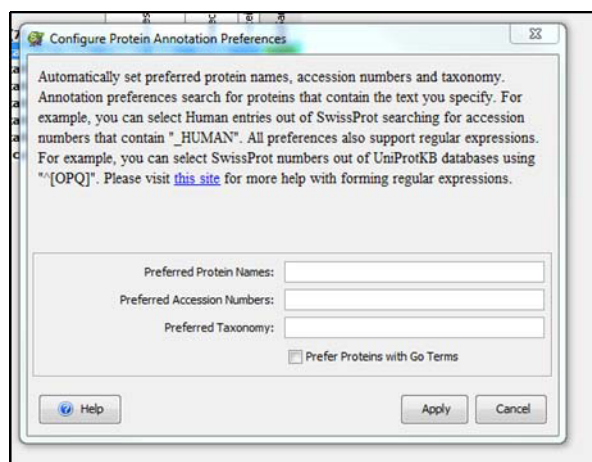 Configure Protein Annotation Preferences
Automatically set preferred protein names, accession numbers and taxonomy.
Annotation preferences search for proteins that contain the text you specify. For
example, you can select Human entries out of SwissProt searching for accession
numbers that contain "_HUMAN". All preferences also support regular expressions.
For example, you can select SwissProt numbers out of UniProtKB databases using
"^[OPQ]". Please visit this site for more help with forming regular expressions.
Preferred Protein Names:
Preferred Accession Numbers:
Preferred Taxonomy:
Prefer Proteins with Go Terms
Help
Apply
Cancel